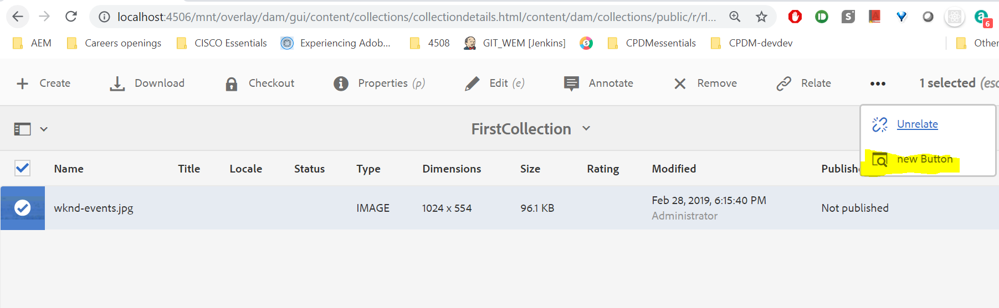 localhost:4506/mnt/overlay/dam/gui/content/collections/collectiondetails.html/content/dam/collections/public/r/rl...
6
AEM Careers openings CISCO Essentials Experiencing Adob... 4508 GIT_WEM [Jenkins] CPDMessentials CPDM-devdev Other
Create Download Checkout Properties (p) Edit (e) Annotate Remove Relate ••• 1 selected (esc
FirstCollection
Unrelate
new Button
Name Title Locale Status Type Dimensions Size Rating Modified Publishe
wknd-events.jpg IMAGE 1024 x 554 96.1 KB Feb 28, 2019, 6:15:40 PM Not published
Administrator